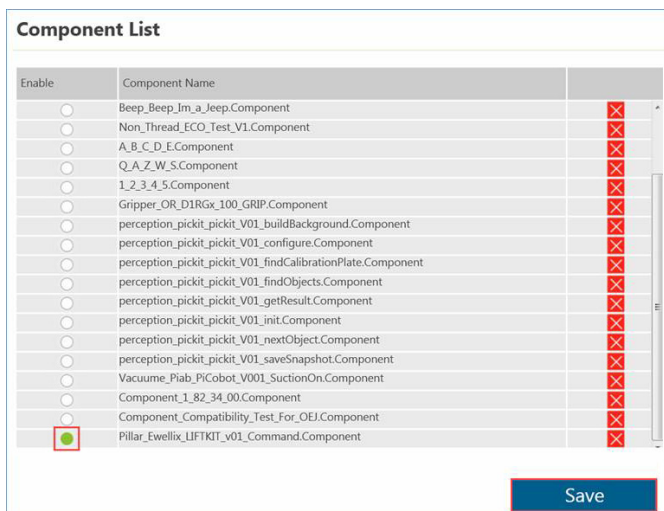 Component List
Enable Component Name
Beep_Beep_Im_a_Jeep.Component
Non_Thread_ECO_Test_V1.Component
A_B_C_D_E.Component
Q_A_Z_W_S.Component
1_2_3_4_5.Component
Gripper_OR_D1RGx_100_GRIP.Component
perception_pickit_pickit_V01_buildBackground.Component
perception_pickit_pickit_V01_configure.Component
perception_pickit_pickit_V01_findCalibrationPlate.Component
perception_pickit_pickit_V01_findObjects.Component
perception_pickit_pickit_V01_getResult.Component
perception_pickit_pickit_V01_init.Component
perception_pickit_pickit_V01_nextObject.Component
perception_pickit_pickit_V01_saveSnapshot.Component
Vacuume_Piab_PiCobot_V001_SuctionOn.Component
Component_1_82_34_00.Component
Component_Compatibility_Test_For_OEJ.Component
Pillar_Ewellix_LIFTKIT_v01_Command.Component
Save